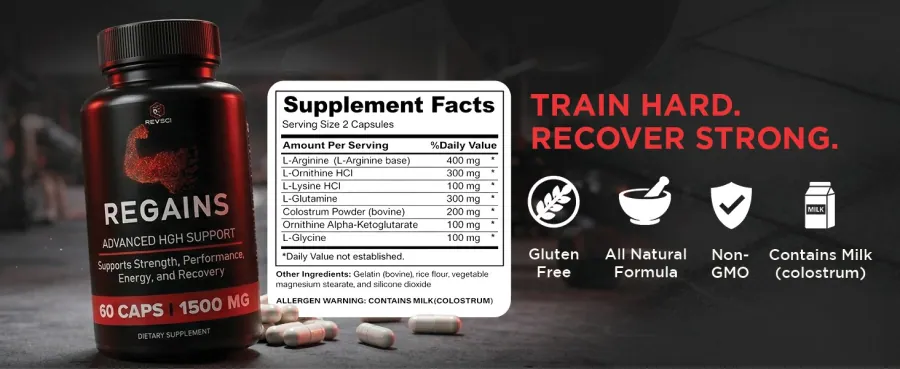 REVSCI
REGAINS
ADVANCED HGH SUPPORT
Supports Strength, Performance,
Energy, and Recovery
60 CAPS | 1500 MG
DIETARY SUPPLEMENT
Supplement Facts
Serving Size 2 Capsules
Amount Per Serving %Daily Value
L-Arginine (L-Arginine base) 400 mg *
L-Ornithine HCl 300 mg *
L-Lysine HCl 100 mg *
L-Glutamine 300 mg *
Colostrum Powder (bovine) 200 mg *
Ornithine Alpha-Ketoglutarate 100 mg *
L-Glycine 100 mg *
*Daily Value not established.
Other Ingredients: Gelatin (bovine), rice flour, vegetable
magnesium stearate, and silicone dioxide
ALLERGEN WARNING: CONTAINS MILK(COLOSTRUM)
TRAIN HARD.
RECOVER STRONG.
Gluten
Free
All Natural
Formula
Non-
GMO
MILK
Contains Milk
(colostrum)